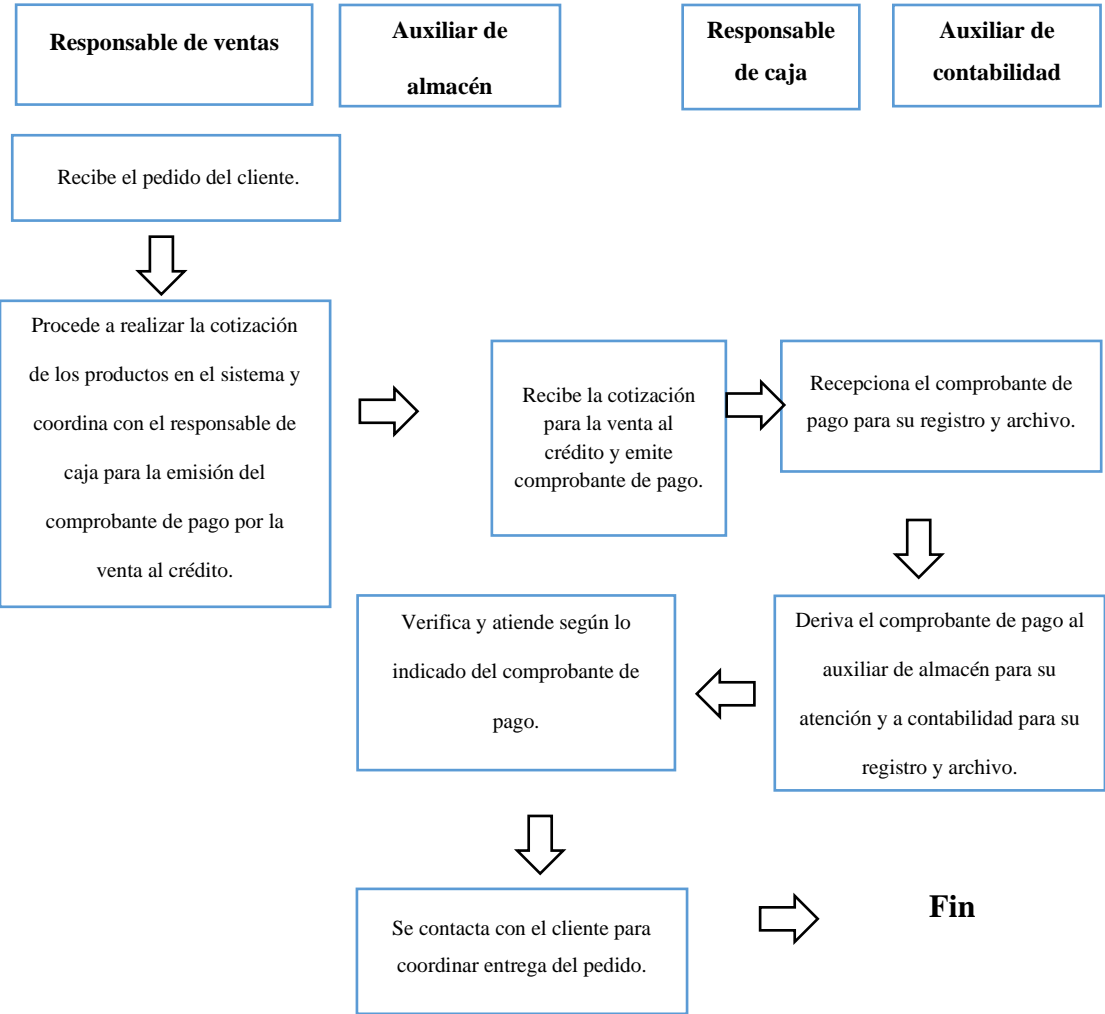 Responsable de ventas
Auxiliar de
almacén
Responsable
de caja
Auxiliar de
contabilidad
Recibe el pedido del cliente.
Procede a realizar la cotización
de los productos en el sistema y
coordina con el responsable de
caja para la emisión del
comprobante de pago por la
venta al crédito.
Recibe la cotización
para la venta al
crédito y emite
comprobante de pago.
Recepciona el comprobante de
pago para su registro y archivo.
Deriva el comprobante de pago al
auxiliar de almacén para su
atención y a contabilidad para su
registro y archivo.
Verifica y atiende según lo
indicado del comprobante de
pago.
Se contacta con el cliente para
coordinar entrega del pedido.
Fin